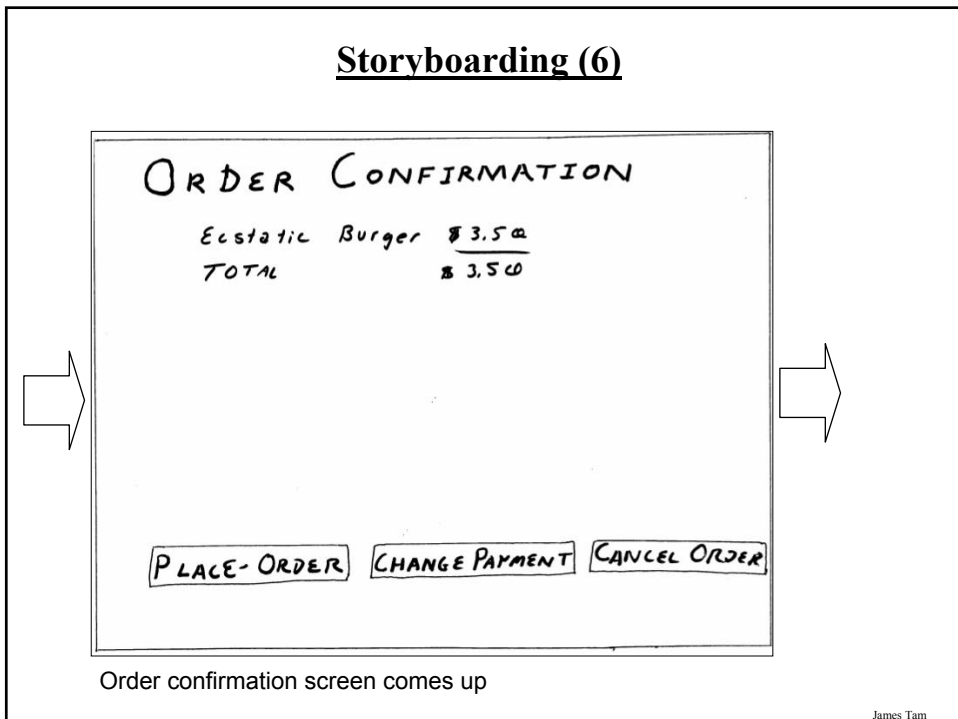 Storyboarding (6)
ORDER CONFIRMATION
Ecstatic Burger $ 3.50
TOTAL $ 3.50
PLACE-ORDER CHANGE PAYMENT CANCEL ORDER
Order confirmation screen comes up
James Tam